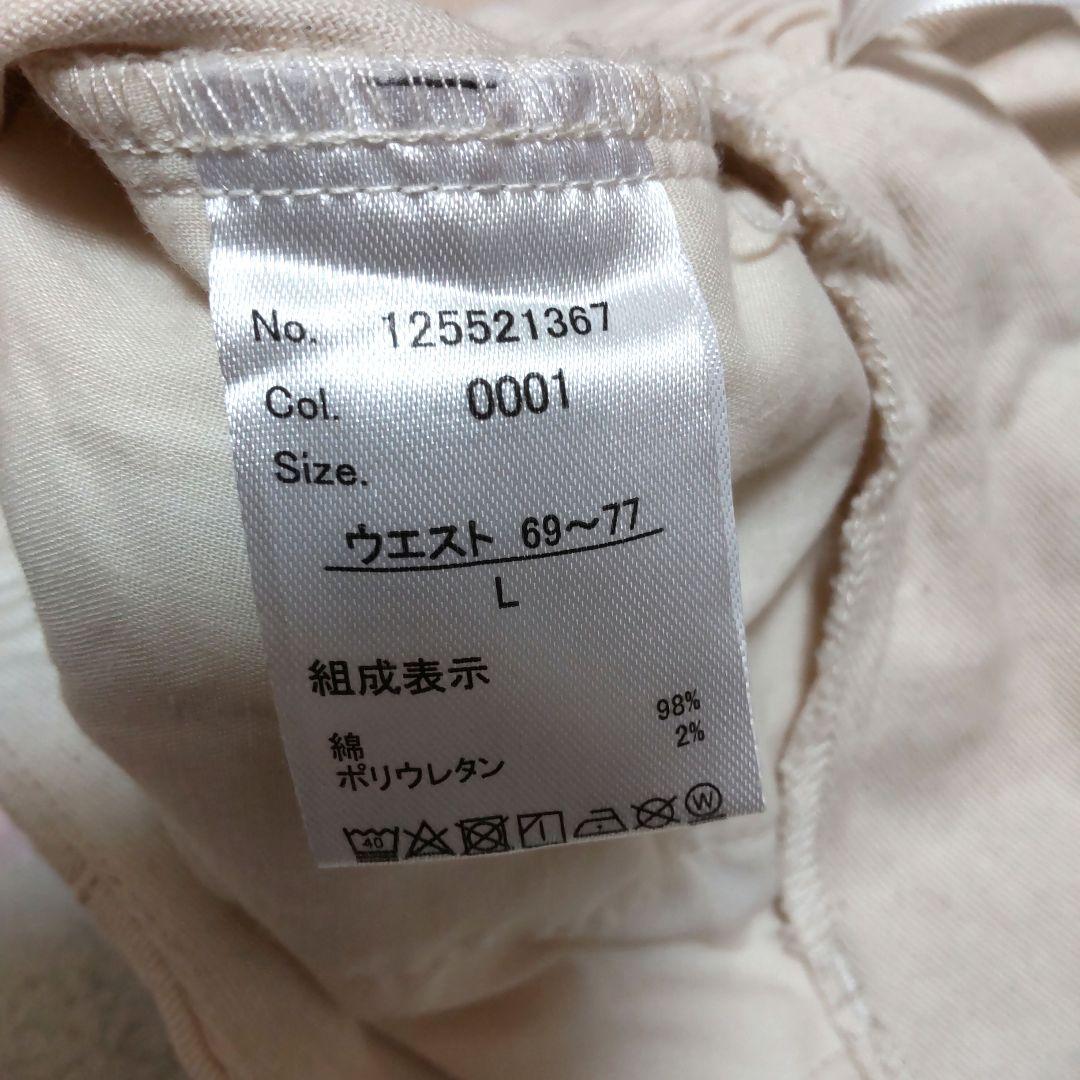 No. 125521367
Col. 0001
Size.
ウエスト 69～77
L
組成表示
綿 98%
ポリウレタン 2%
40
W